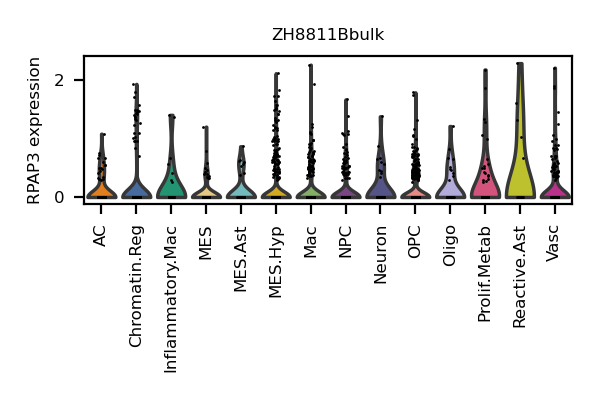 ZH8811Bbulk
RPAP3 expression
2
0
AC
Chromatin.Reg
Inflammatory.Mac
MES
MES.Ast
MES.Hyp
Mac
NPC
Neuron
OPC
Oligo
Prolif.Metab
Reactive.Ast
Vasc